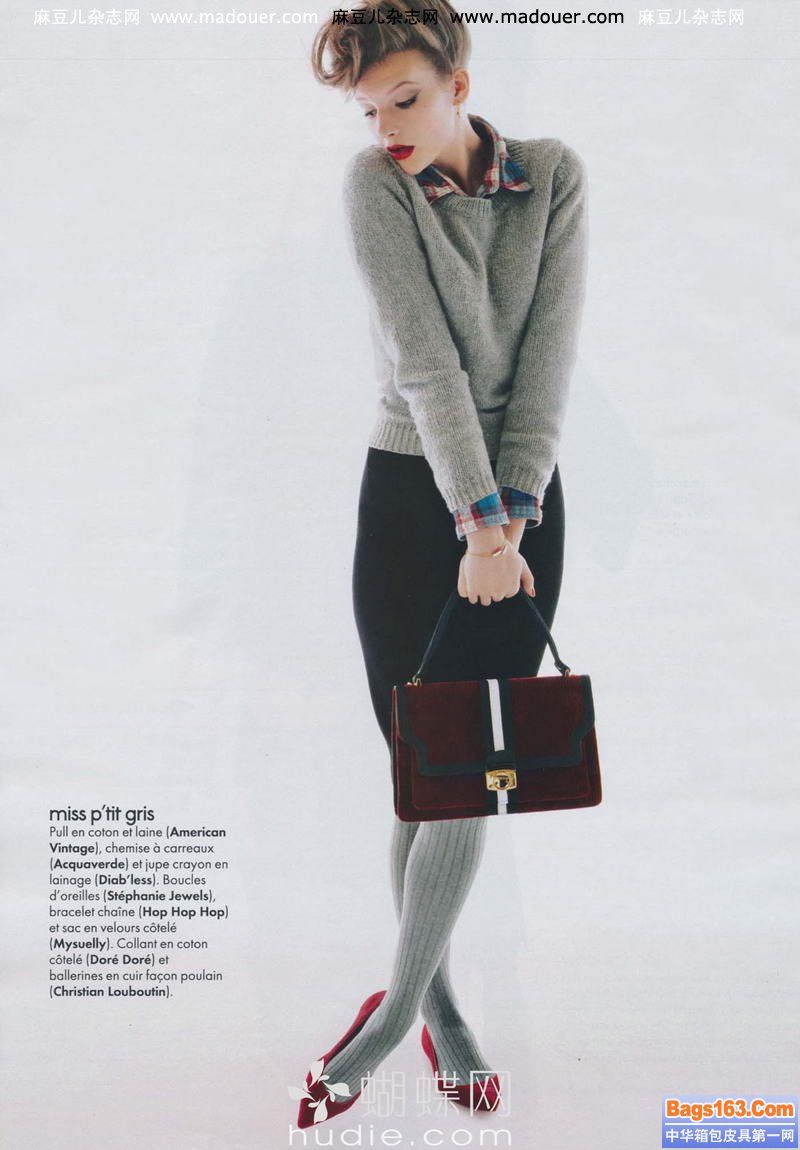 麻豆儿杂志网 www.madouer.com 麻豆儿杂志网 www.madouer.com 麻豆儿杂志网
miss p'tit gris
Pull en coton et laine (American
Vintage), chemise à carreaux
(Acquaverde) et jupe crayon en
lainage (Diab'less). Boucles
d'oreilles (Stéphanie Jewels),
bracelet chaîne (Hop Hop Hop)
et sac en velours côtelé
(Mysuelly). Collant en coton
côtelé (Doré Doré) et
ballerines en cuir façon poulain
(Christian Louboutin).
蝴蝶网
hudie.com
Bags163.Com
中华箱包皮具第一网